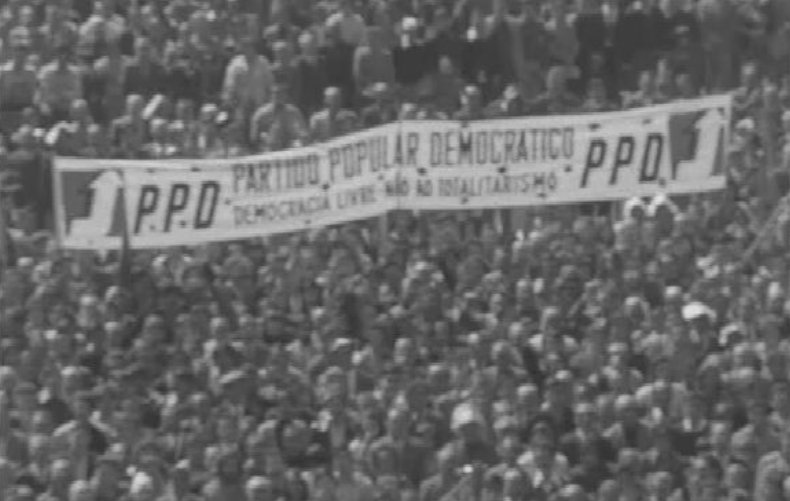 P.P.D.
PARTIDO POPULAR DEMOCRATICO
DEMOCRACIA LIVRE NÃO AO TOTALITARISMO
PPD.